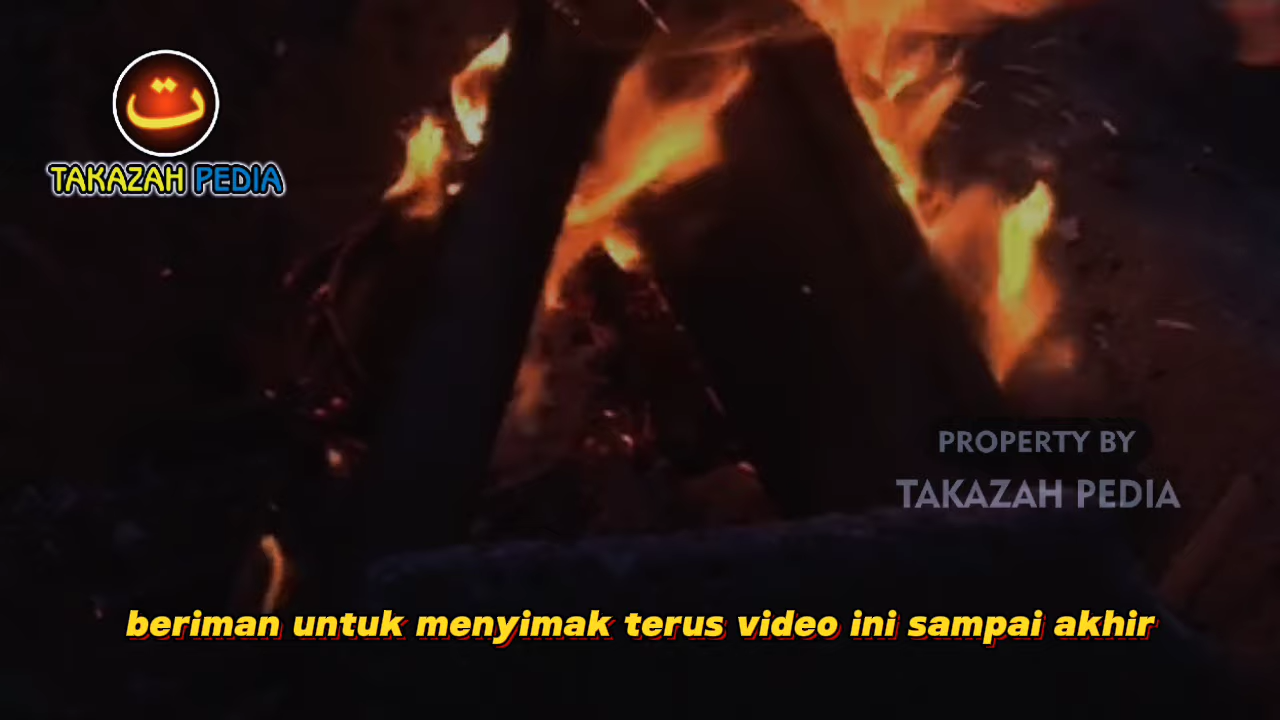 ت
TAKAZAH PEDIA
PROPERTY BY
TAKAZAH PEDIA
beriman untuk menyimak terus video ini sampai akhir